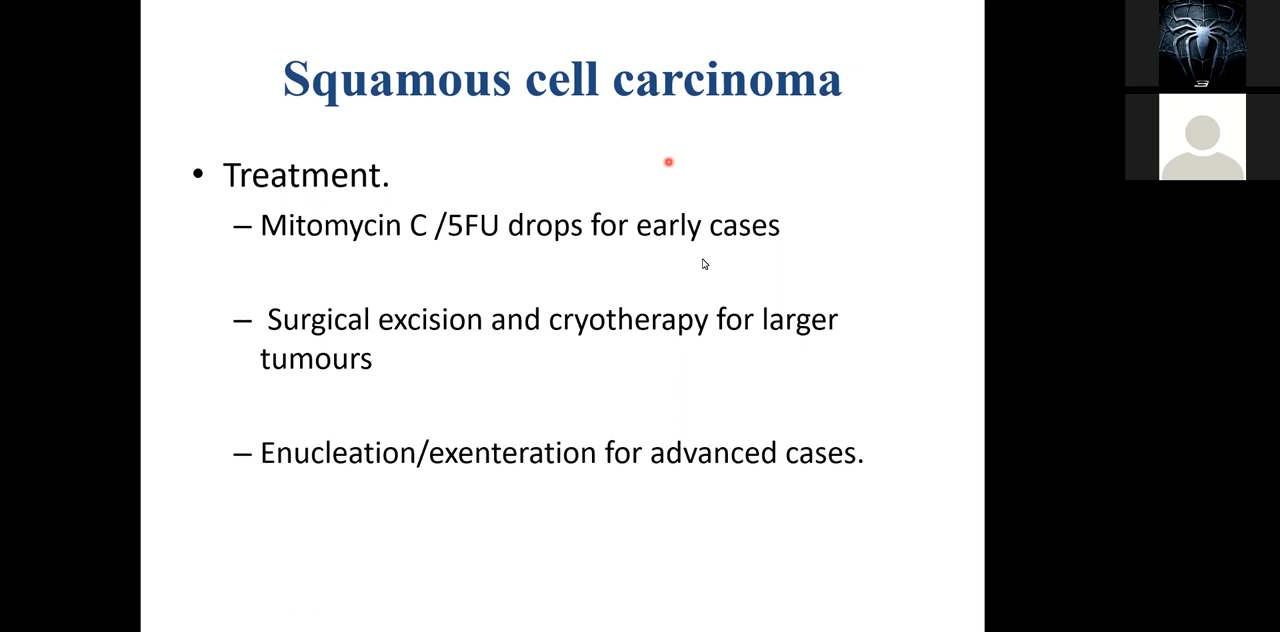 Squamous cell carcinoma
• Treatment.
– Mitomycin C /5FU drops for early cases
– Surgical excision and cryotherapy for larger
tumours
– Enucleation/exenteration for advanced cases.
3